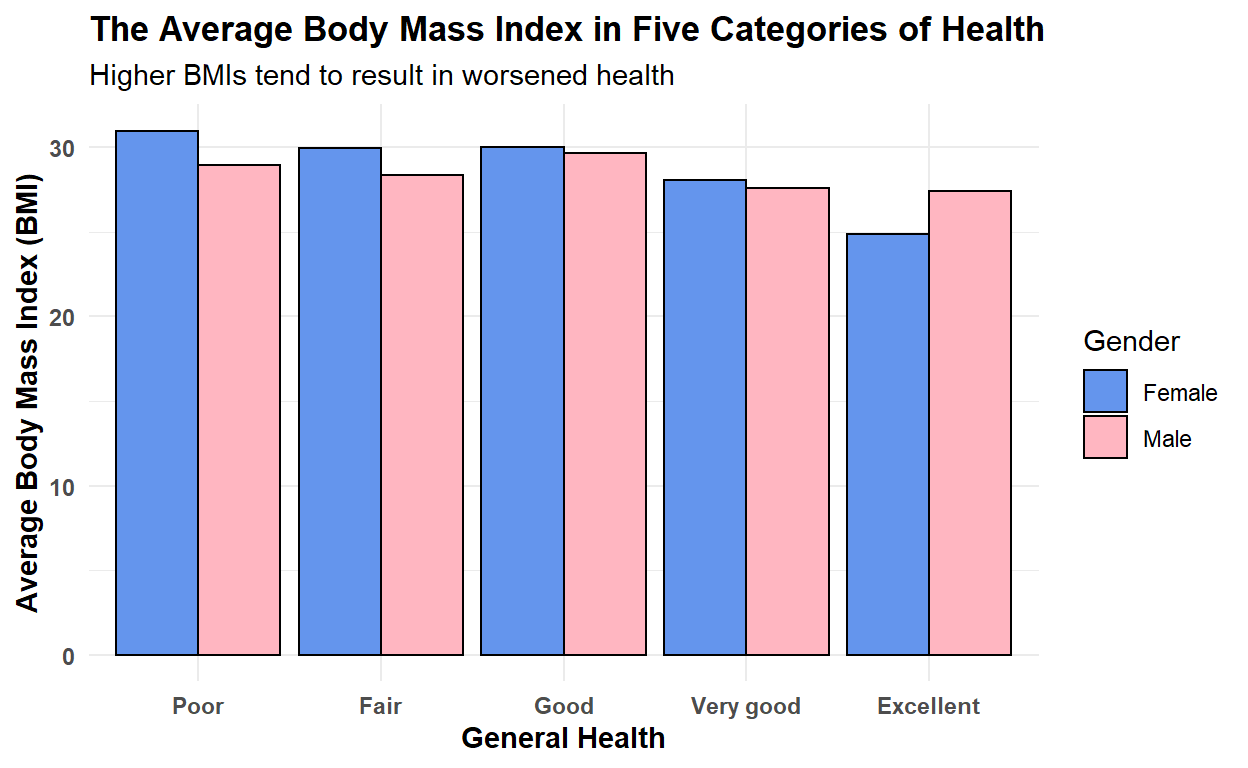 The Average Body Mass Index in Five Categories of Health
Higher BMIs tend to result in worsened health
Average Body Mass Index (BMI)
30
20
10
0
Poor
Fair
Good
Very good
Excellent
General Health
Gender
Female
Male